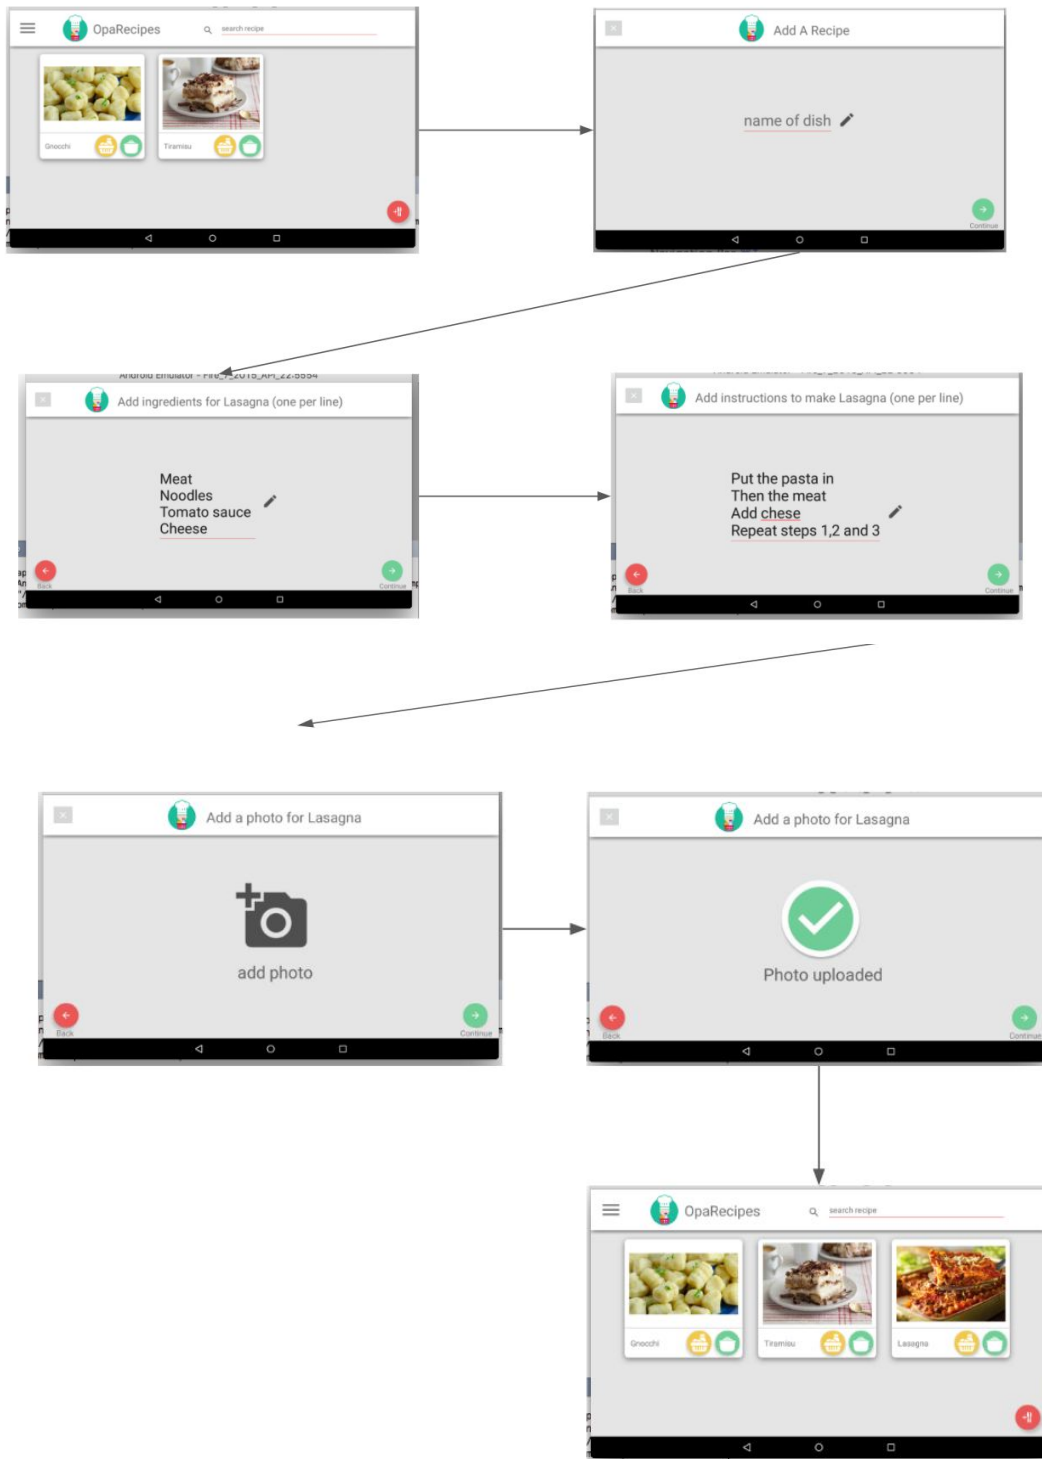 OpaRecipes
search recipe
Gnocchi
Tiramisu
Add A Recipe
name of dish
Continue
Add ingredients for Lasagna (one per line)
Meat
Noodles
Tomato sauce
Cheese
Back
Continue
Add instructions to make Lasagna (one per line)
Put the pasta in
Then the meat
Add chese
Repeat steps 1,2 and 3
Back
Continue
Add a photo for Lasagna
add photo
Back
Continue
Add a photo for Lasagna
Photo uploaded
Back
Continue
OpaRecipes
search recipe
Gnocchi
Tiramisu
Lasagna